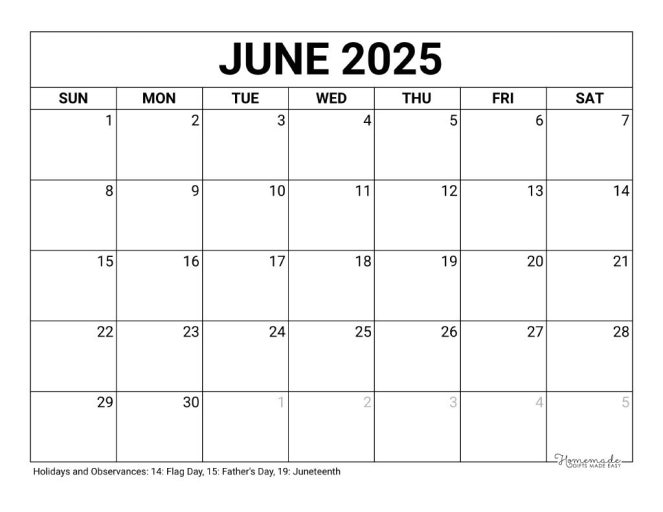 JUNE 2025
SUN MON TUE WED THU FRI SAT
1 2 3 4 5 6 7
8 9 10 11 12 13 14
15 16 17 18 19 20 21
22 23 24 25 26 27 28
29 30 1 2 3 4 5
Homemade
GIFTS MADE EASY
Holidays and Observances: 14: Flag Day, 15: Father's Day, 19: Juneteenth